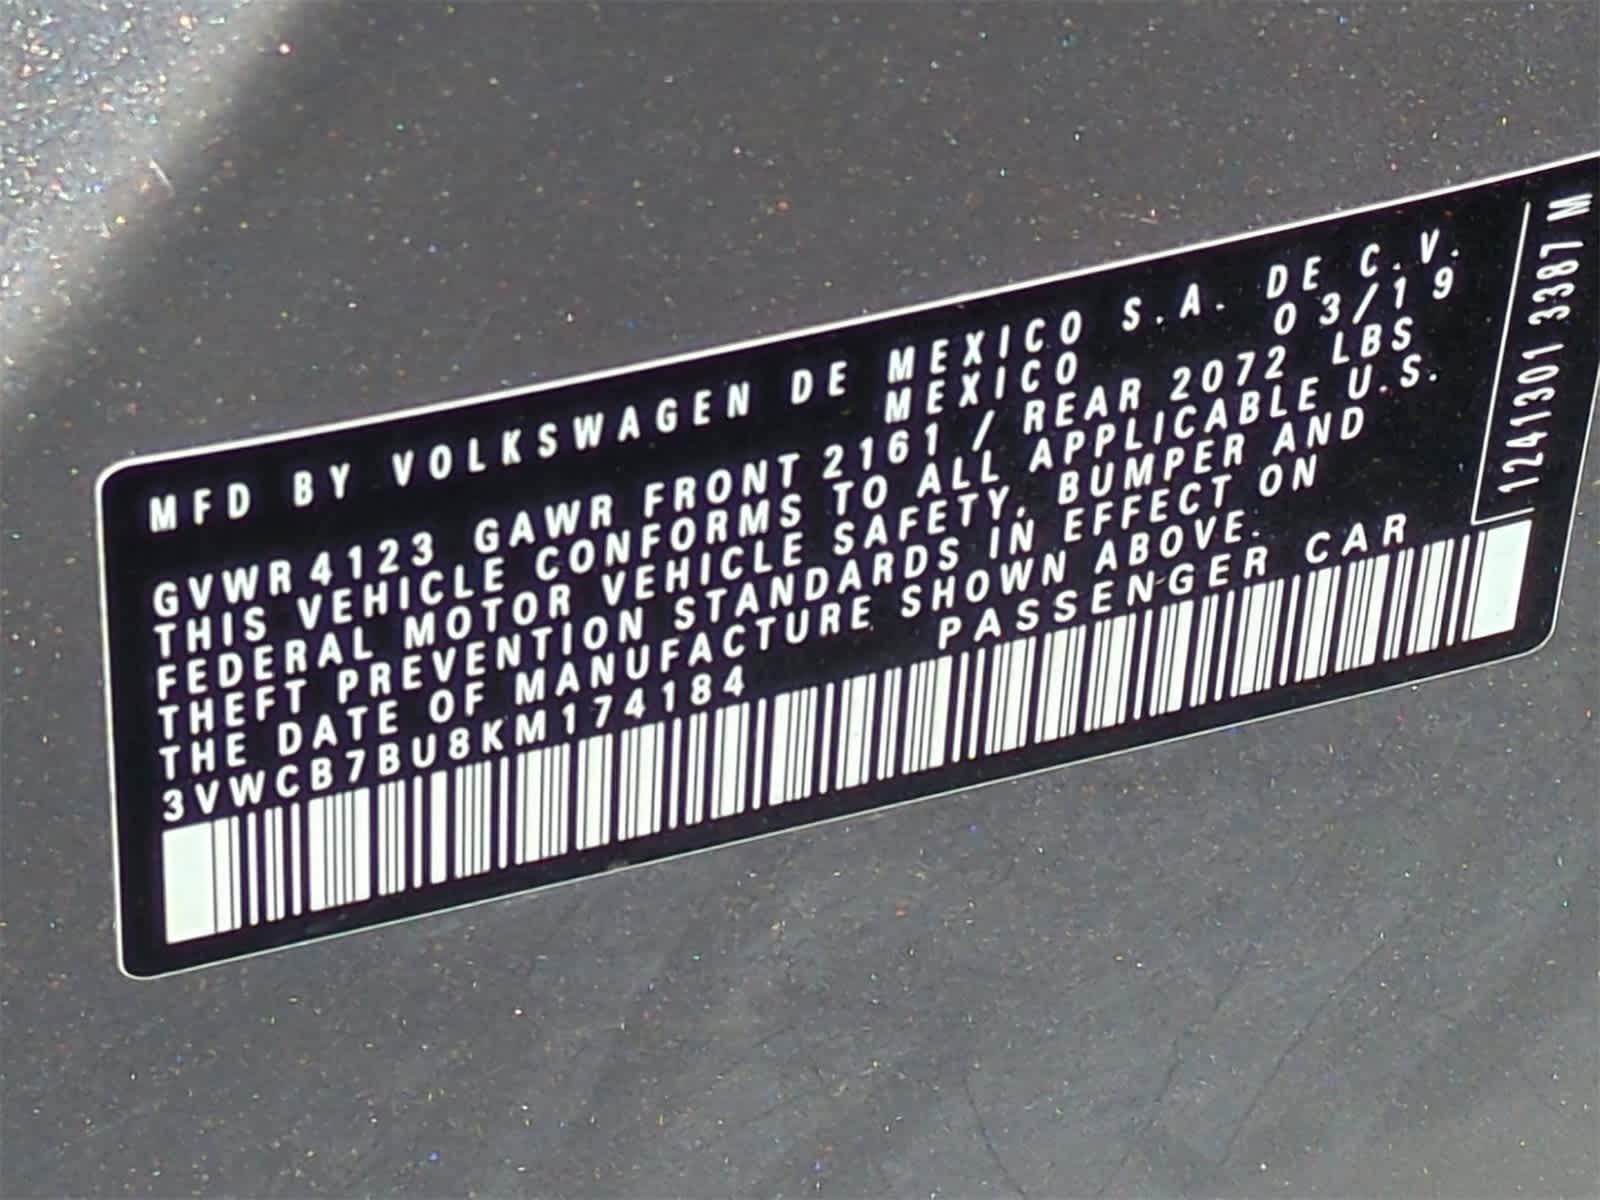 MFD BY VOLKSWAGEN DE MEXICO S.A. DE C.V.
MEXICO 03/19
GVWR 4123 GAWR FRONT 2161 / REAR 2072 LBS
THIS VEHICLE CONFORMS TO ALL APPLICABLE U.S.
FEDERAL MOTOR VEHICLE SAFETY, BUMPER AND
THEFT PREVENTION STANDARDS IN EFFECT ON
THE DATE OF MANUFACTURE SHOWN ABOVE.
3VWCB7BU8KM174184 PASSENGER CAR
1241301 3387 M